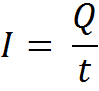 I = Q/t